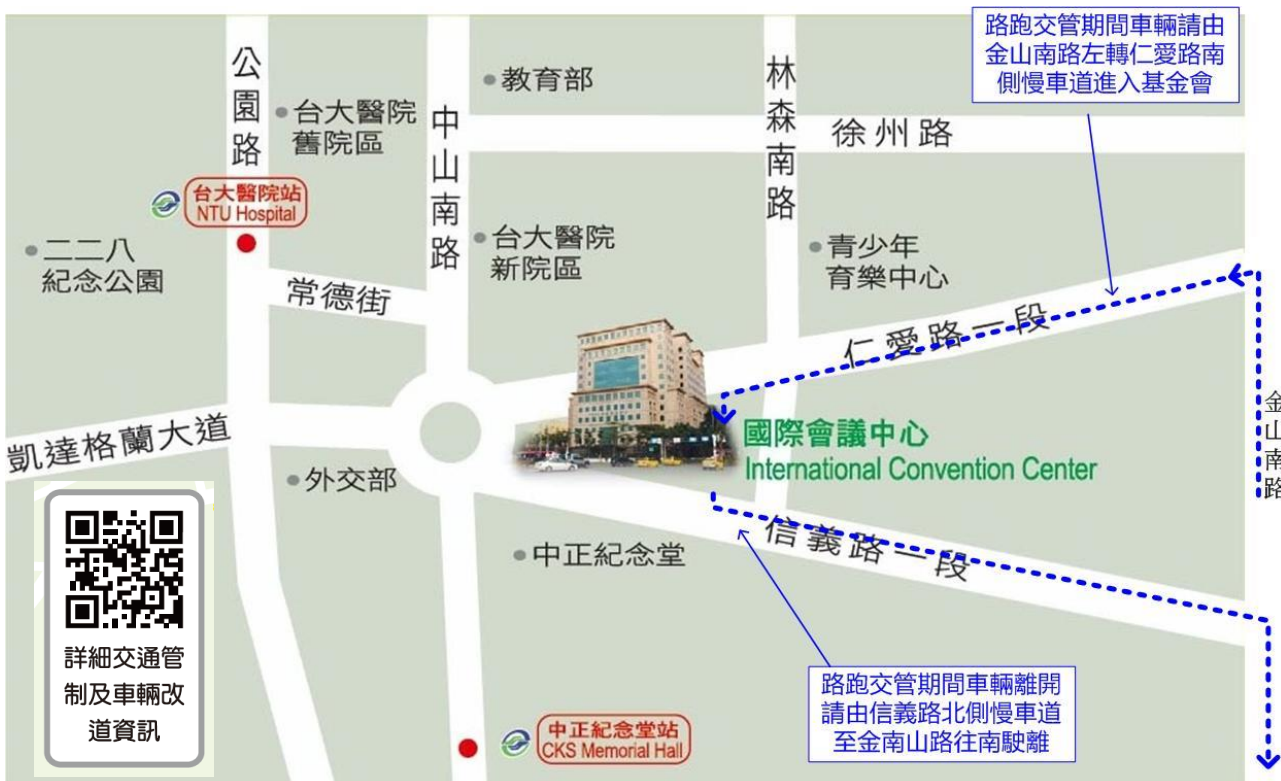 路跑交管期間車輛請由
金山南路左轉仁愛路南
側慢車道進入基金會
公園路
台大醫院
舊院區
中山南路
教育部
林森南路
徐州路
台大醫院站
NTU Hospital
二二八
紀念公園
常德街
台大醫院
新院區
青少年
育樂中心
仁愛路一段
金山南路
凱達格蘭大道
國際會議中心
International Convention Center
外交部
中正紀念堂
信義路一段
詳細交通管
制及車輛改
道資訊
中正紀念堂站
CKS Memorial Hall
路跑交管期間車輛離開
請由信義路北側慢車道
至金南山路往南駛離